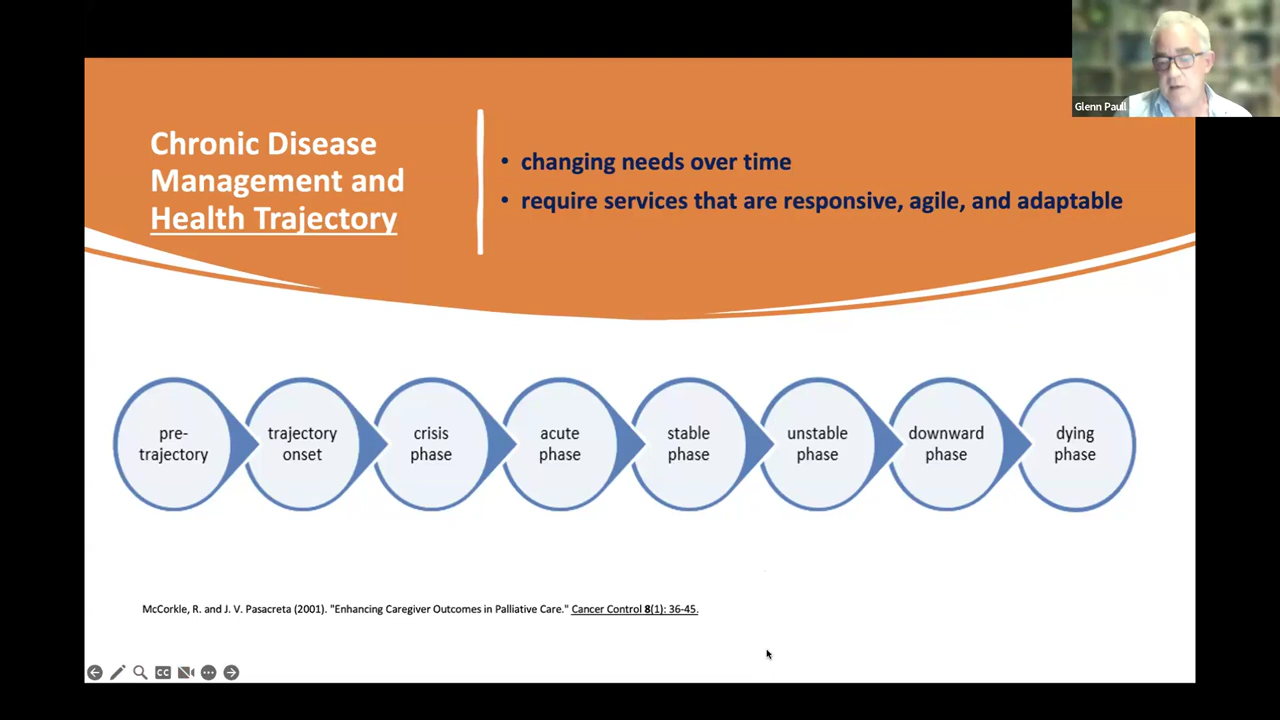 Chronic Disease
Management and
Health Trajectory
• changing needs over time
• require services that are responsive, agile, and adaptable
Glenn Paull
pre-
trajectory
trajectory
onset
crisis
phase
acute
phase
stable
phase
unstable
phase
downward
phase
dying
phase
McCorkle, R. and J. V. Pasacreta (2001). "Enhancing Caregiver Outcomes in Palliative Care." Cancer Control 8(1): 36-45.
CC